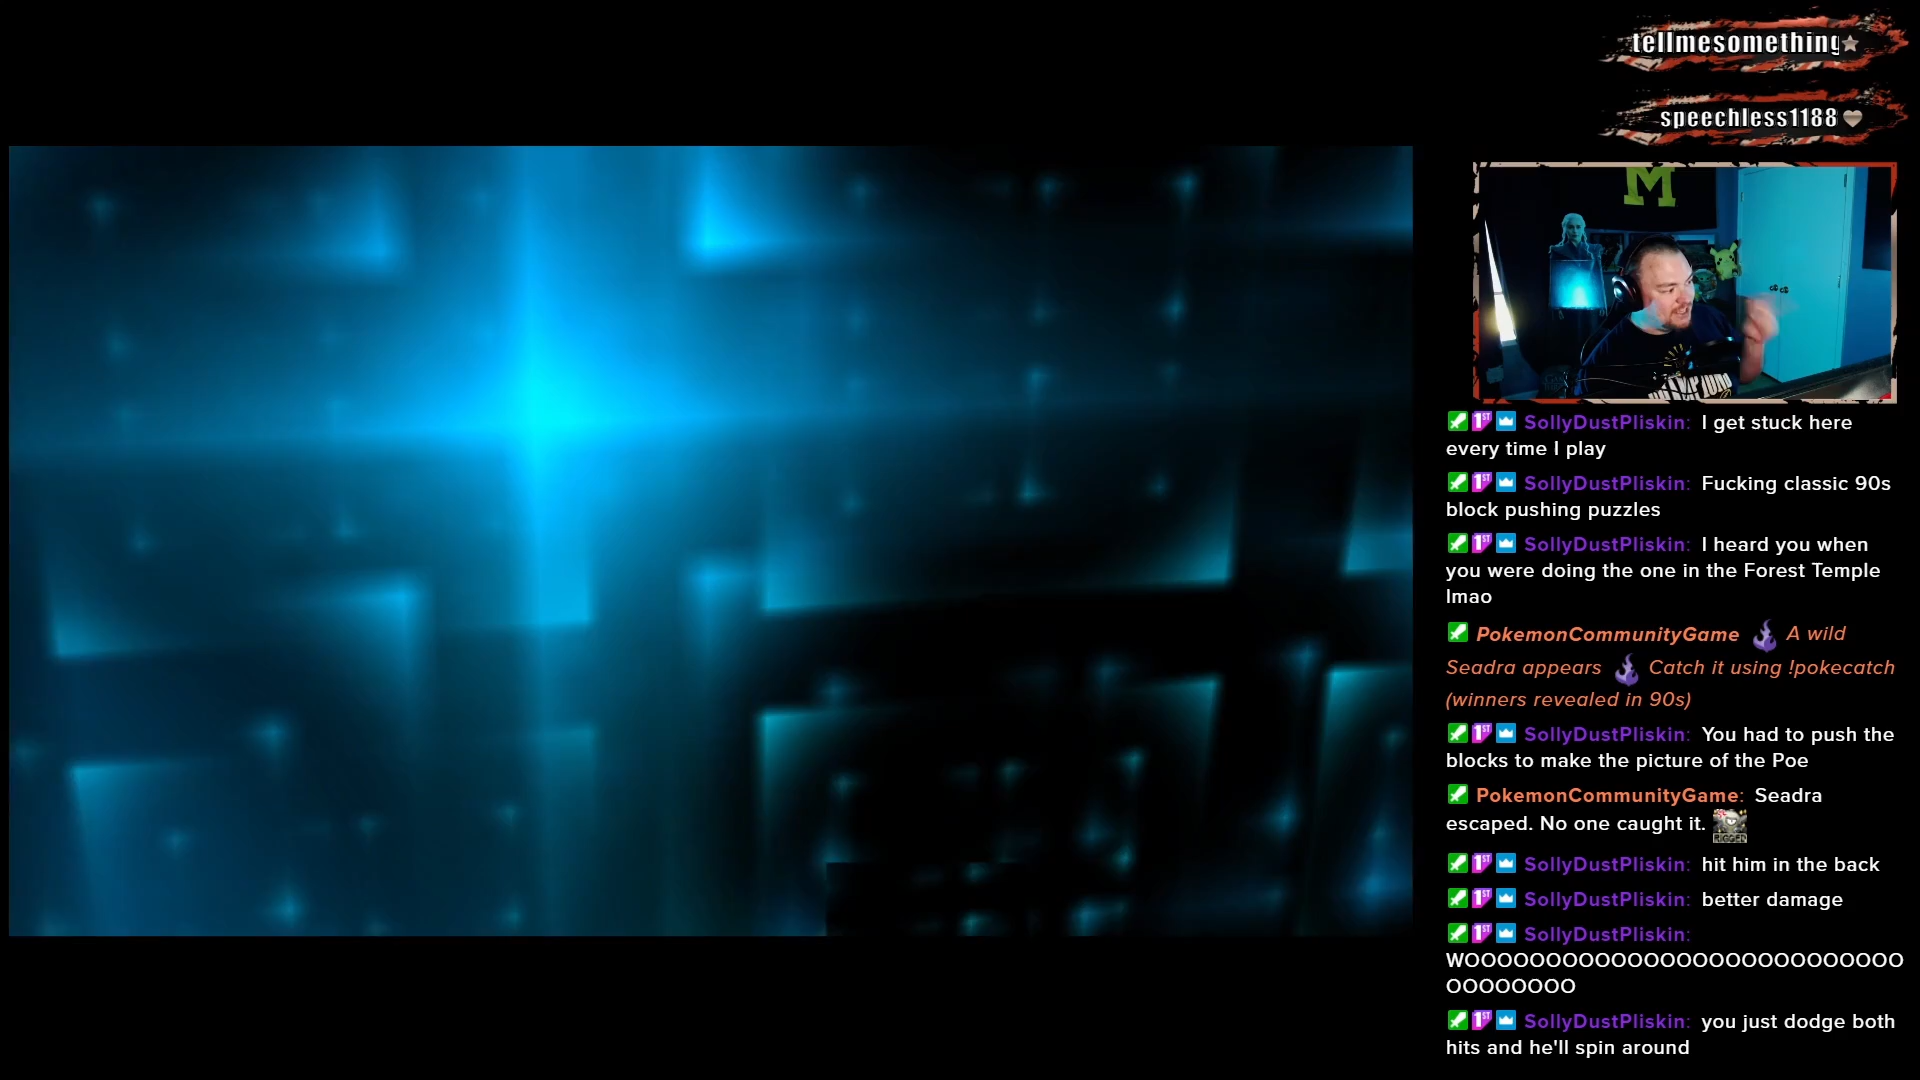 tellmesomething
speechless1188
M
SollyDustPliskin: I get stuck here
every time I play
SollyDustPliskin: Fucking classic 90s
block pushing puzzles
SollyDustPliskin: I heard you when
you were doing the one in the Forest Temple
lmao
PokemonCommunityGame A wild
Seadra appears Catch it using !pokecatch
(winners revealed in 90s)
SollyDustPliskin: You had to push the
blocks to make the picture of the Poe
PokemonCommunityGame: Seadra
escaped. No one caught it.
SollyDustPliskin: hit him in the back
SollyDustPliskin: better damage
SollyDustPliskin:
WOOOOOOOOOOOOOOOOOOOOOOOOOOO
OOOOOOOO
SollyDustPliskin: you just dodge both
hits and he'll spin around